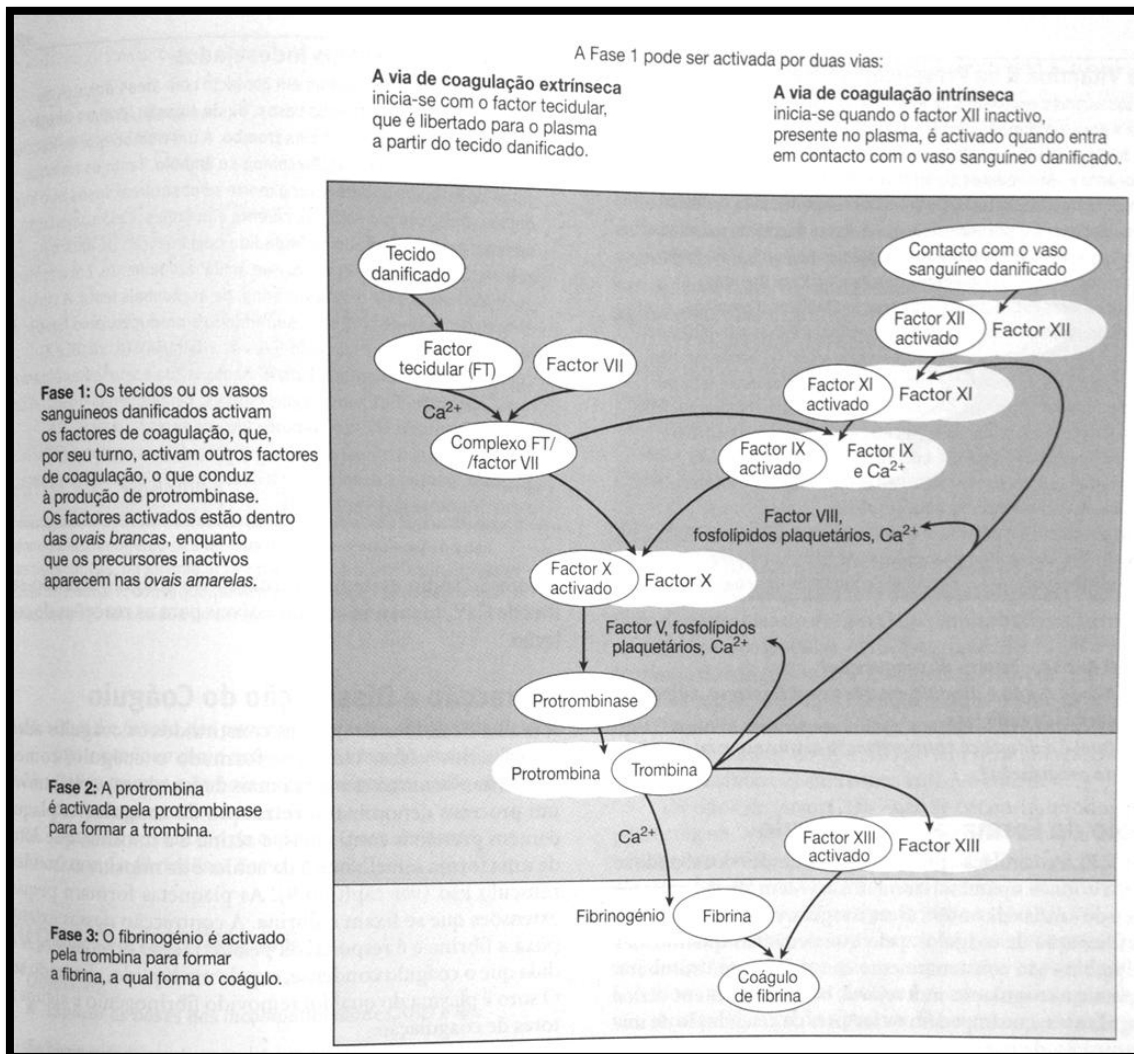 A Fase 1 pode ser activada por duas vias:
A via de coagulação extrínseca
inicia-se com o factor tecidular,
que é libertado para o plasma
a partir do tecido danificado.
A via de coagulação intrínseca
inicia-se quando o factor XII inactivo,
presente no plasma, é activado quando entra
em contacto com o vaso sanguíneo danificado.
Tecido
danificado
Contacto com o vaso
sanguíneo danificado
Factor XII
activado
Factor XII
Factor
tecidular (FT)
Factor VII
Factor XI
activado
Factor XI
Fase 1: Os tecidos ou os vasos
sanguíneos danificados activam
os factores de coagulação, que,
por seu turno, activam outros factores
de coagulação, o que conduz
à produção de protrombinase.
Os factores activados estão dentro
das ovais brancas, enquanto
que os precursores inactivos
aparecem nas ovais amarelas.
Ca2+
Complexo FT/
/factor VII
Factor IX
activado
Factor IX
e Ca2+
Factor VIII,
fosfolípidos plaquetários, Ca2+
Factor X
activado
Factor X
Factor V, fosfolípidos
plaquetários, Ca2+
Protrombinase
Protrombina
Trombina
Fase 2: A protrombina
é activada pela protrombinase
para formar a trombina.
Ca2+
Factor XIII
activado
Factor XIII
Fibrinogénio
Fibrina
Fase 3: O fibrinogénio é activado
pela trombina para formar
a fibrina, a qual forma o coágulo.
Coágulo
de fibrina